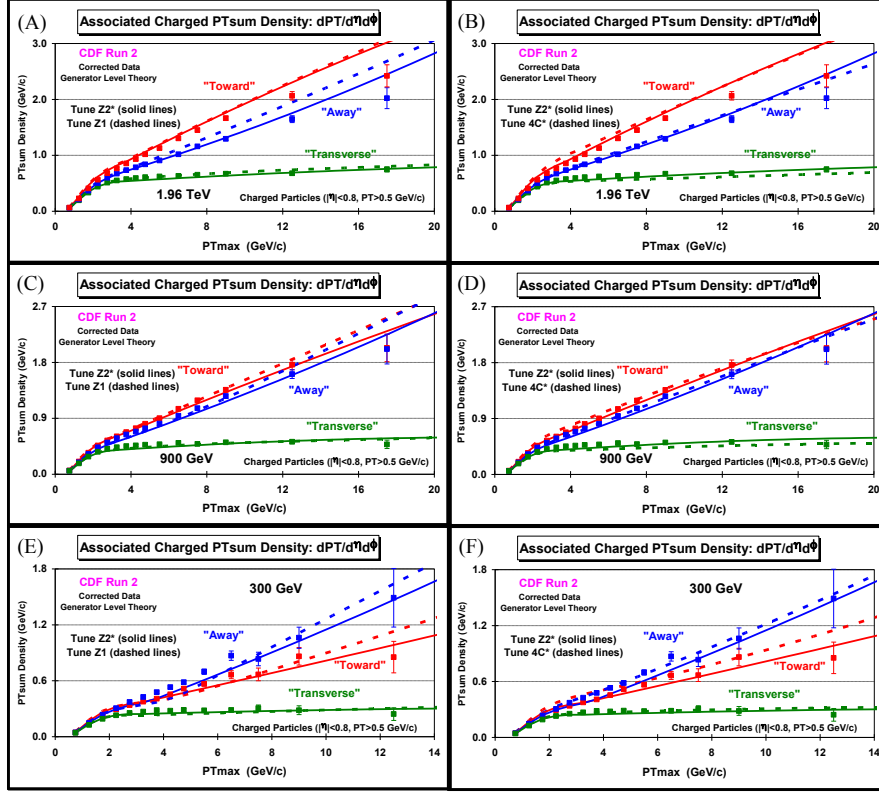 (A)
Associated Charged PTsum Density: dPT/dηdϕ
3.0
2.0
1.0
0.0
PTsum Density (GeV/c)
CDF Run 2
Corrected Data
Generator Level Theory
Tune Z2* (solid lines)
Tune Z1 (dashed lines)
"Toward"
"Away"
"Transverse"
1.96 TeV
Charged Particles (|η|<0.8, PT>0.5 GeV/c)
0 4 8 12 16 20
PTmax (GeV/c)
(B)
Associated Charged PTsum Density: dPT/dηdϕ
3.0
2.0
1.0
0.0
PTsum Density (GeV/c)
CDF Run 2
Corrected Data
Generator Level Theory
Tune Z2* (solid lines)
Tune 4C* (dashed lines)
"Toward"
"Away"
"Transverse"
1.96 TeV
Charged Particles (|η|<0.8, PT>0.5 GeV/c)
0 4 8 12 16 20
PTmax (GeV/c)
(C)
Associated Charged PTsum Density: dPT/dηdϕ
2.7
1.8
0.9
0.0
PTsum Density (GeV/c)
CDF Run 2
Corrected Data
Generator Level Theory
Tune Z2* (solid lines)
Tune Z1 (dashed lines)
"Toward"
"Away"
"Transverse"
900 GeV
Charged Particles (|η|<0.8, PT>0.5 GeV/c)
0 4 8 12 16 20
PTmax (GeV/c)
(D)
Associated Charged PTsum Density: dPT/dηdϕ
2.7
1.8
0.9
0.0
PTsum Density (GeV/c)
CDF Run 2
Corrected Data
Generator Level Theory
Tune Z2* (solid lines)
Tune 4C* (dashed lines)
"Toward"
"Away"
"Transverse"
900 GeV
Charged Particles (|η|<0.8, PT>0.5 GeV/c)
0 4 8 12 16 20
PTmax (GeV/c)
(E)
Associated Charged PTsum Density: dPT/dηdϕ
1.8
1.2
0.6
0.0
PTsum Density (GeV/c)
CDF Run 2
Corrected Data
Generator Level Theory
300 GeV
Tune Z2* (solid lines)
Tune Z1 (dashed lines)
"Away"
"Toward"
"Transverse"
Charged Particles (|η|<0.8, PT>0.5 GeV/c)
0 2 4 6 8 10 12 14
PTmax (GeV/c)
(F)
Associated Charged PTsum Density: dPT/dηdϕ
1.8
1.2
0.6
0.0
PTsum Density (GeV/c)
CDF Run 2
Corrected Data
Generator Level Theory
300 GeV
Tune Z2* (solid lines)
Tune 4C* (dashed lines)
"Away"
"Toward"
"Transverse"
Charged Particles (|η|<0.8, PT>0.5 GeV/c)
0 2 4 6 8 10 12 14
PTmax (GeV/c)